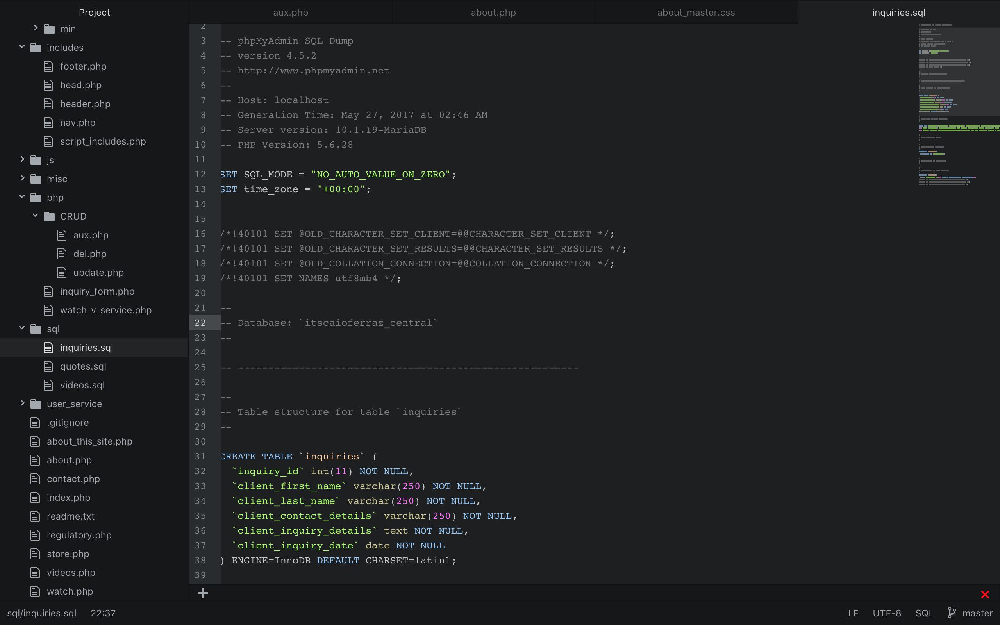 Project
min
includes
footer.php
head.php
header.php
nav.php
script_includes.php
js
misc
php
CRUD
aux.php
del.php
update.php
inquiry_form.php
watch_v_service.php
sql
inquiries.sql
quotes.sql
videos.sql
user_service
.gitignore
about_this_site.php
about.php
contact.php
index.php
readme.txt
regulatory.php
store.php
videos.php
watch.php
aux.php about.php about_master.css inquiries.sql
2
3 -- phpMyAdmin SQL Dump
4 -- version 4.5.2
5 -- http://www.phpmyadmin.net
6 --
7 -- Host: localhost
8 -- Generation Time: May 27, 2017 at 02:46 AM
9 -- Server version: 10.1.19-MariaDB
10 -- PHP Version: 5.6.28
11
12 SET SQL_MODE = "NO_AUTO_VALUE_ON_ZERO";
13 SET time_zone = "+00:00";
14
15
16 /*!40101 SET @OLD_CHARACTER_SET_CLIENT=@@CHARACTER_SET_CLIENT */;
17 /*!40101 SET @OLD_CHARACTER_SET_RESULTS=@@CHARACTER_SET_RESULTS */;
18 /*!40101 SET @OLD_COLLATION_CONNECTION=@@COLLATION_CONNECTION */;
19 /*!40101 SET NAMES utf8mb4 */;
20
21 --
22 -- Database: `itscaioferraz_central`
23 --
24
25 -- --------------------------------------------------------
26
27 --
28 -- Table structure for table `inquiries`
29 --
30
31 CREATE TABLE `inquiries` (
32 `inquiry_id` int(11) NOT NULL,
33 `client_first_name` varchar(250) NOT NULL,
34 `client_last_name` varchar(250) NOT NULL,
35 `client_contact_details` varchar(250) NOT NULL,
36 `client_inquiry_details` text NOT NULL,
37 `client_inquiry_date` date NOT NULL
38 ) ENGINE=InnoDB DEFAULT CHARSET=latin1;
39
sql/inquiries.sql 22:37 LF UTF-8 SQL master